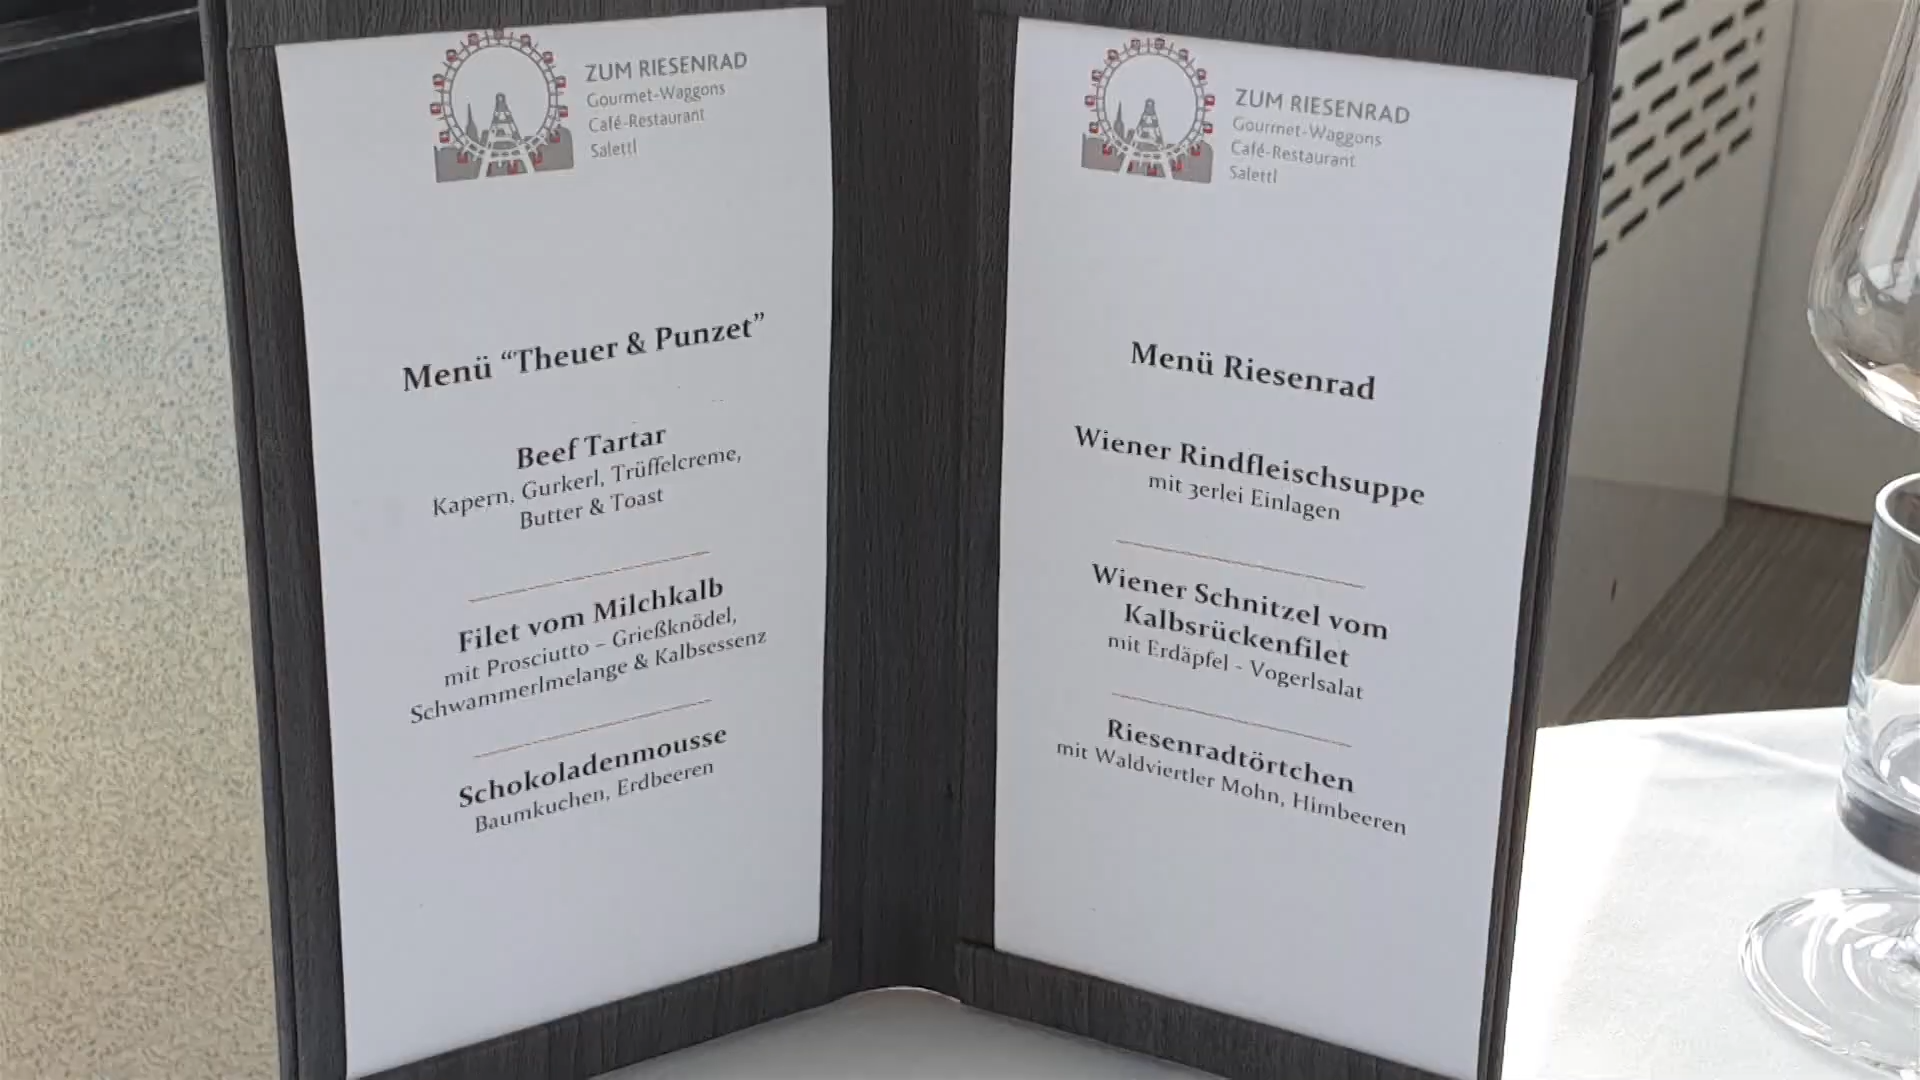 ZUM RIESENRAD
Gourmet-Waggons
Café-Restaurant
Salettl
Menü “Theuer & Punzet”
Beef Tartar
Kapern, Gurkerl, Trüffelcreme,
Butter & Toast
Filet vom Milchkalb
mit Prosciutto – Grießknödel,
Schwammerlmelange & Kalbsessenz
Schokoladenmousse
Baumkuchen, Erdbeeren
ZUM RIESENRAD
Gourmet-Waggons
Café-Restaurant
Salettl
Menü Riesenrad
Wiener Rindfleischsuppe
mit 3erlei Einlagen
Wiener Schnitzel vom
Kalbsrückenfilet
mit Erdäpfel - Vogerlsalat
Riesenradtörtchen
mit Waldviertler Mohn, Himbeeren